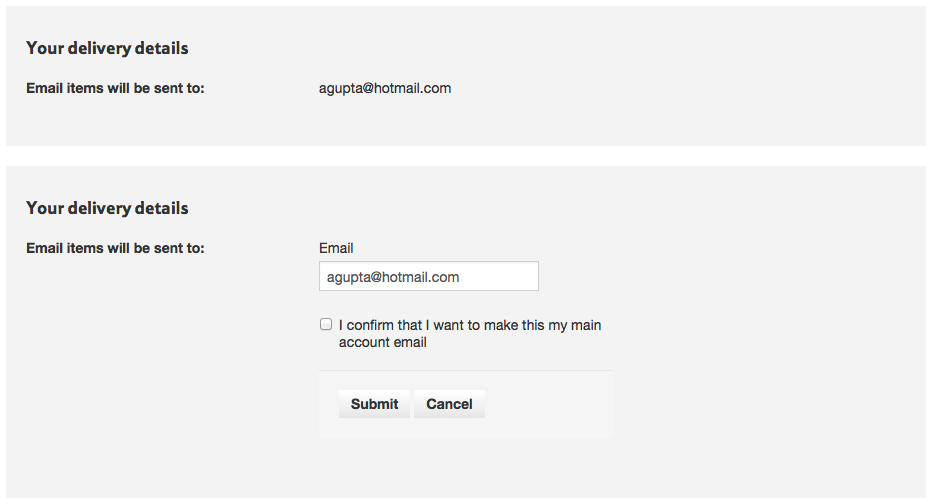 Your delivery details
Email items will be sent to: agupta@hotmail.com
Your delivery details
Email items will be sent to: Email
agupta@hotmail.com
I confirm that I want to make this my main
account email
Submit Cancel